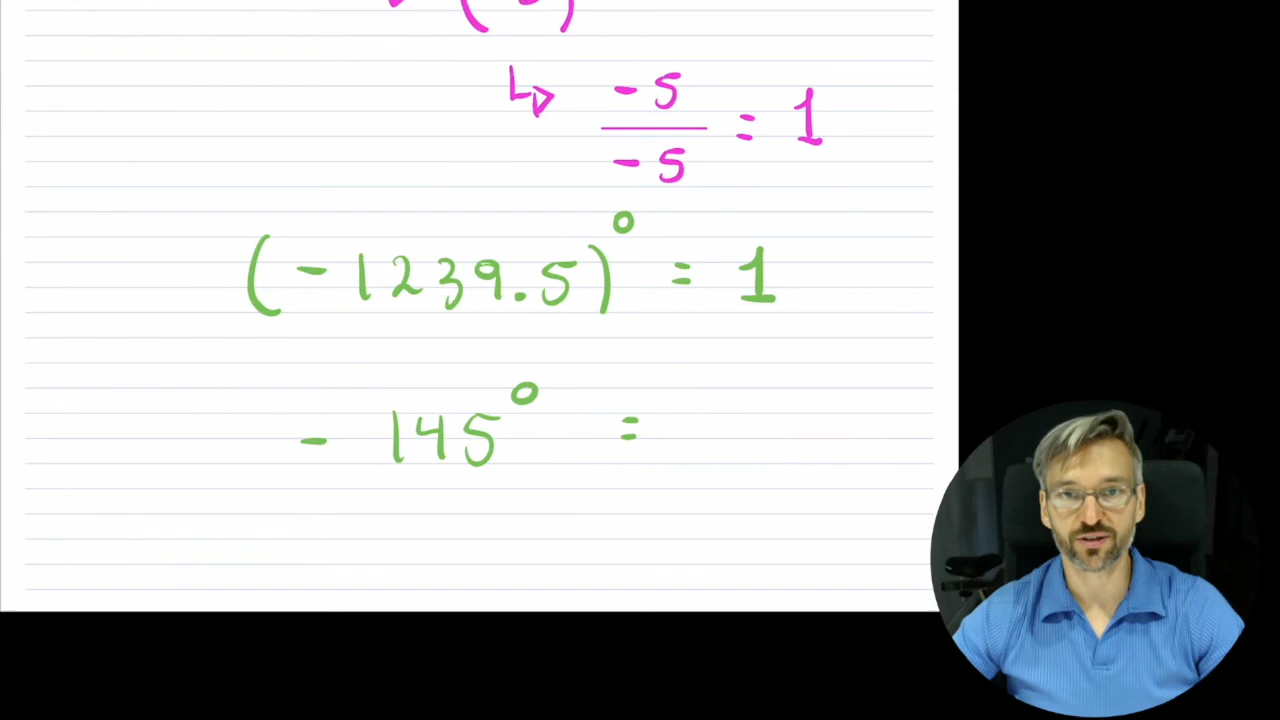 -5
— = 1
-5
(-1239.5)⁰ = 1
- 145⁰ =